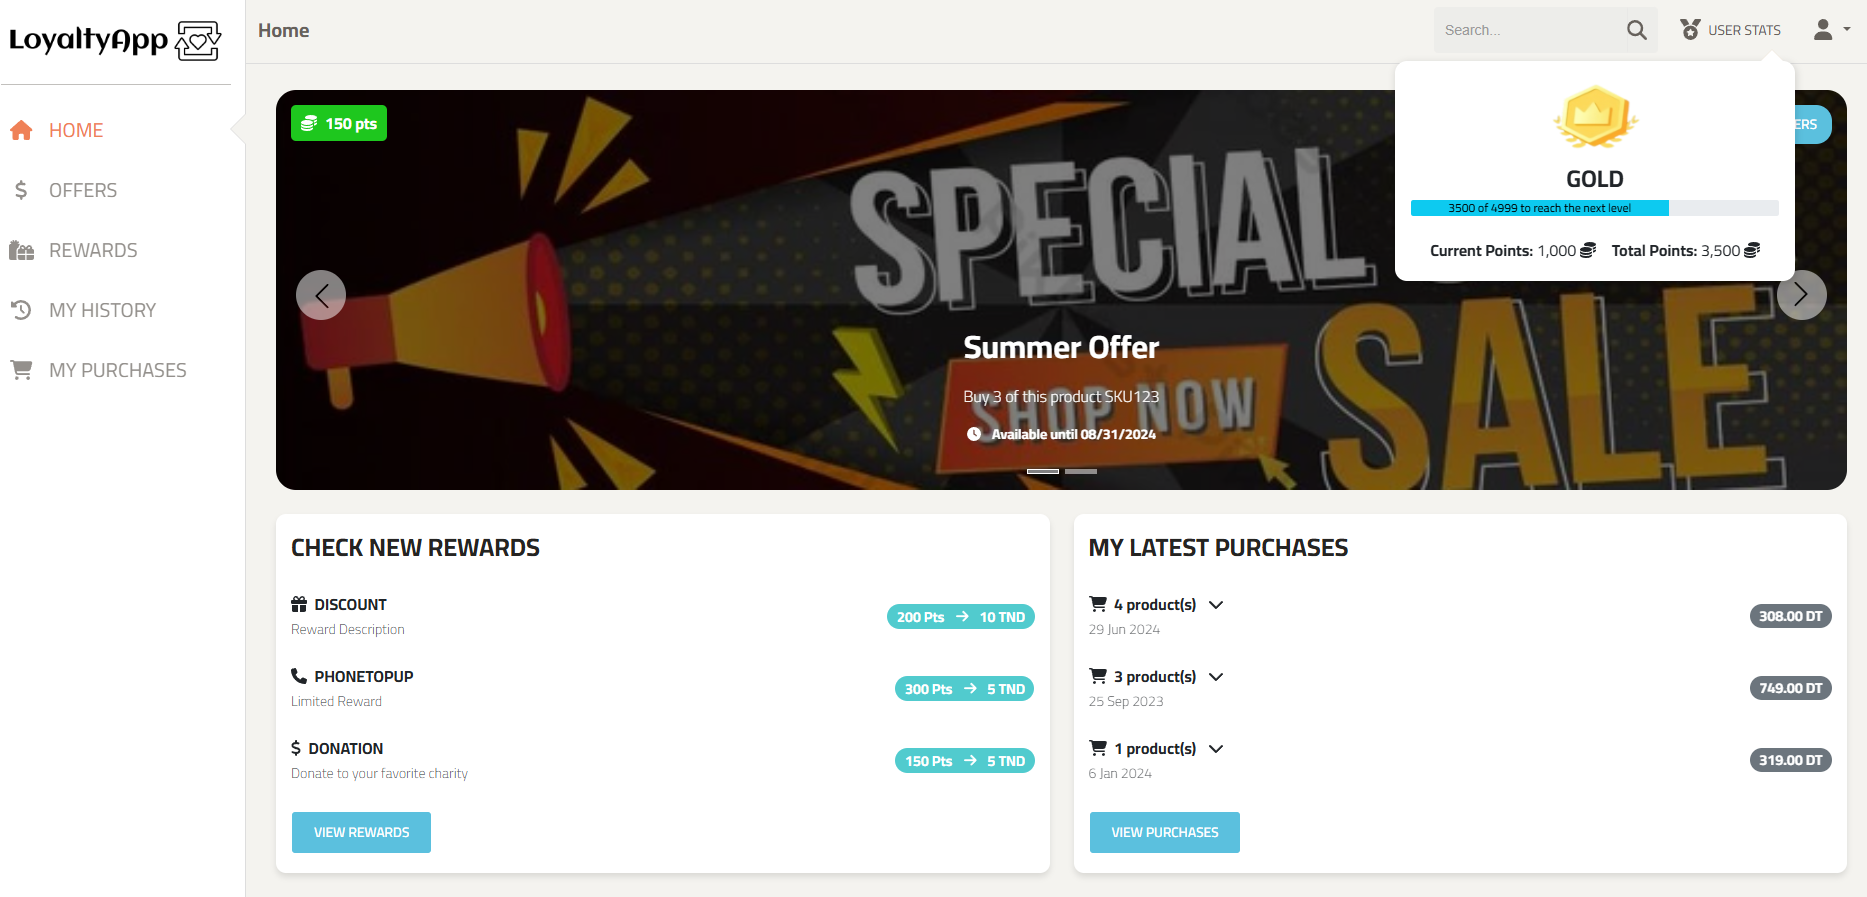 LoyaltyApp
Home
Search...
USER STATS
HOME
OFFERS
REWARDS
MY HISTORY
MY PURCHASES
150 pts
ERS
GOLD
3500 of 4999 to reach the next level
Current Points: 1,000 Total Points: 3,500
SPECIAL
SALE
SHOP NOW
Summer Offer
Buy 3 of this product SKU123
Available until 08/31/2024
CHECK NEW REWARDS
DISCOUNT
Reward Description
200 Pts → 10 TND
PHONETOPUP
Limited Reward
300 Pts → 5 TND
$ DONATION
Donate to your favorite charity
150 Pts → 5 TND
VIEW REWARDS
MY LATEST PURCHASES
4 product(s)
29 Jun 2024
308.00 DT
3 product(s)
25 Sep 2023
749.00 DT
1 product(s)
6 Jan 2024
319.00 DT
VIEW PURCHASES